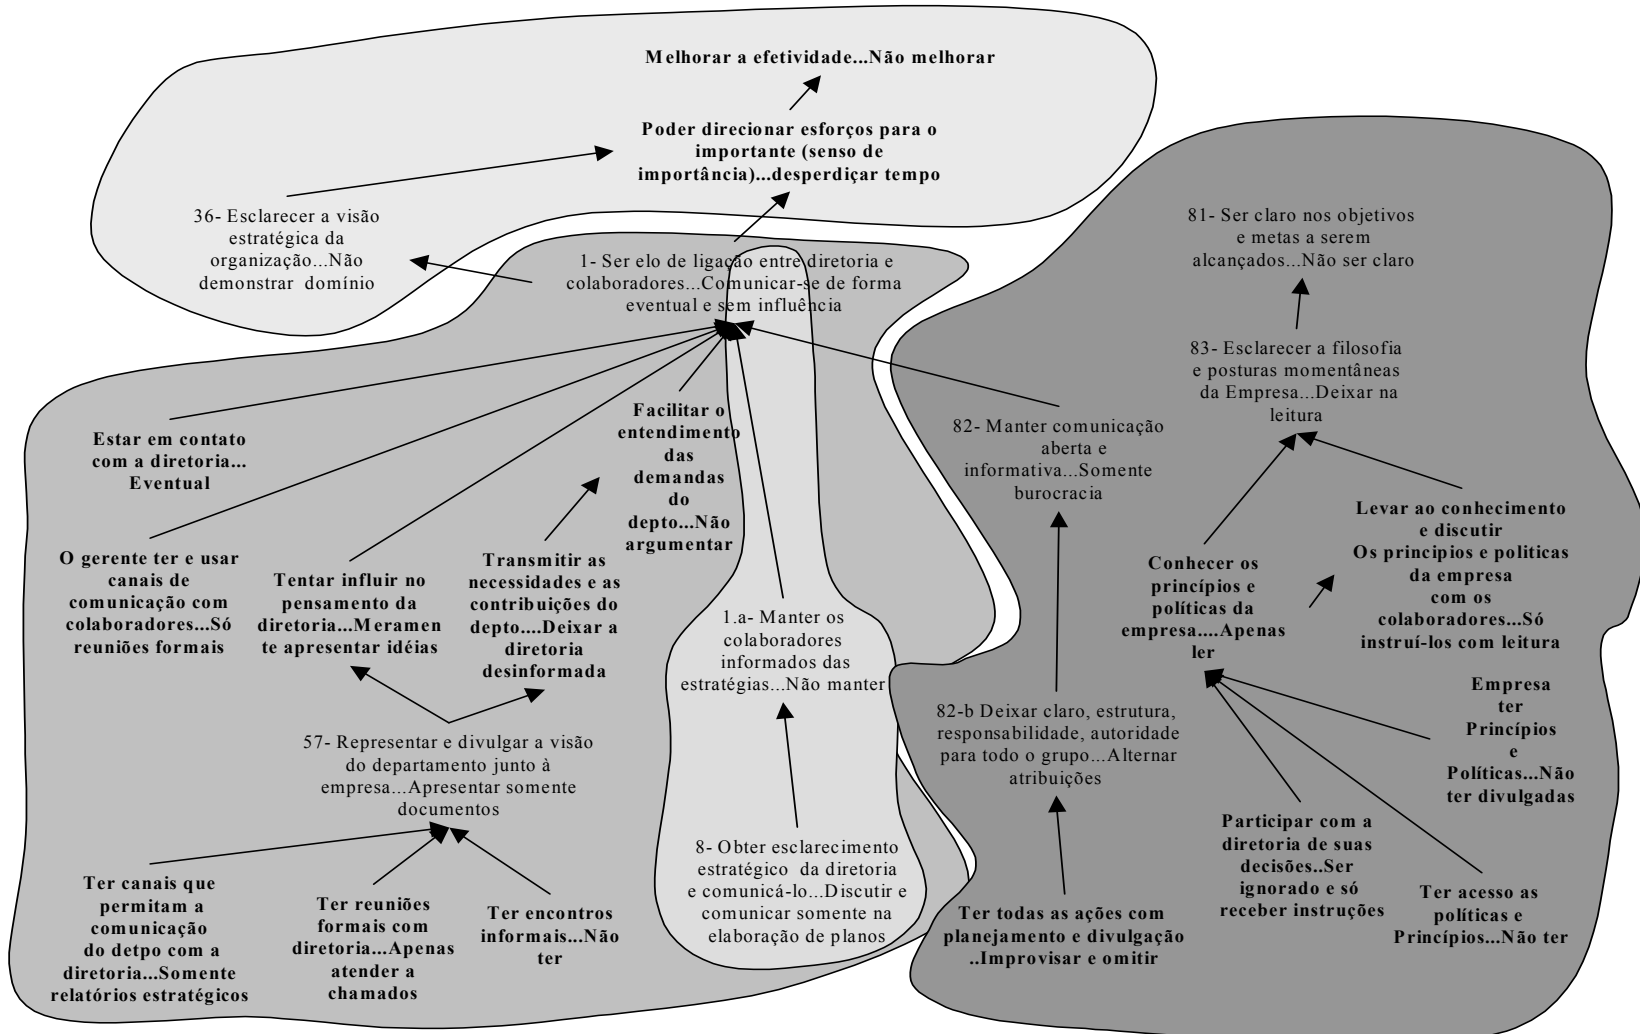 Melhorar a efetividade...Não melhorar
Poder direcionar esforços para o
importante (senso de
importância)...desperdiçar tempo
36- Esclarecer a visão
estratégica da
organização...Não
demonstrar domínio
1- Ser elo de ligação entre diretoria e
colaboradores...Comunicar-se de forma
eventual e sem influência
81- Ser claro nos objetivos
e metas a serem
alcançados...Não ser claro
83- Esclarecer a filosofia
e posturas momentâneas
da Empresa...Deixar na
leitura
Estar em contato
com a diretoria...
Eventual
Facilitar o
entendimento
das
demandas
do
depto...Não
argumentar
82- Manter comunicação
aberta e
informativa...Somente
burocracia
O gerente ter e usar
canais de
comunicação com
colaboradores...Só
reuniões formais
Tentar influir no
pensamento da
diretoria...Meramen
te apresentar idéias
Transmitir as
necessidades e as
contribuições do
depto....Deixar a
diretoria
desinformada
1.a- Manter os
colaboradores
informados das
estratégias...Não manter
Conhecer os
princípios e
políticas da
empresa....Apenas
ler
Levar ao conhecimento
e discutir
Os principios e politicas
da empresa
com os
colaboradores...Só
instruí-los com leitura
Empresa
ter
Princípios
e
Políticas...Não
ter divulgadas
57- Representar e divulgar a visão
do departamento junto à
empresa...Apresentar somente
documentos
82-b Deixar claro, estrutura,
responsabilidade, autoridade
para todo o grupo...Alternar
atribuições
Ter canais que
permitam a
comunicação
do detpo com a
diretoria...Somente
relatórios estratégicos
Ter reuniões
formais com
diretoria...Apenas
atender a
chamados
Ter encontros
informais...Não
ter
8- Obter esclarecimento
estratégico da diretoria
e comunicá-lo...Discutir e
comunicar somente na
elaboração de planos
Ter todas as ações com
planejamento e divulgação
..Improvisar e omitir
Participar com a
diretoria de suas
decisões..Ser
ignorado e só
receber instruções
Ter acesso as
políticas e
Princípios...Não ter